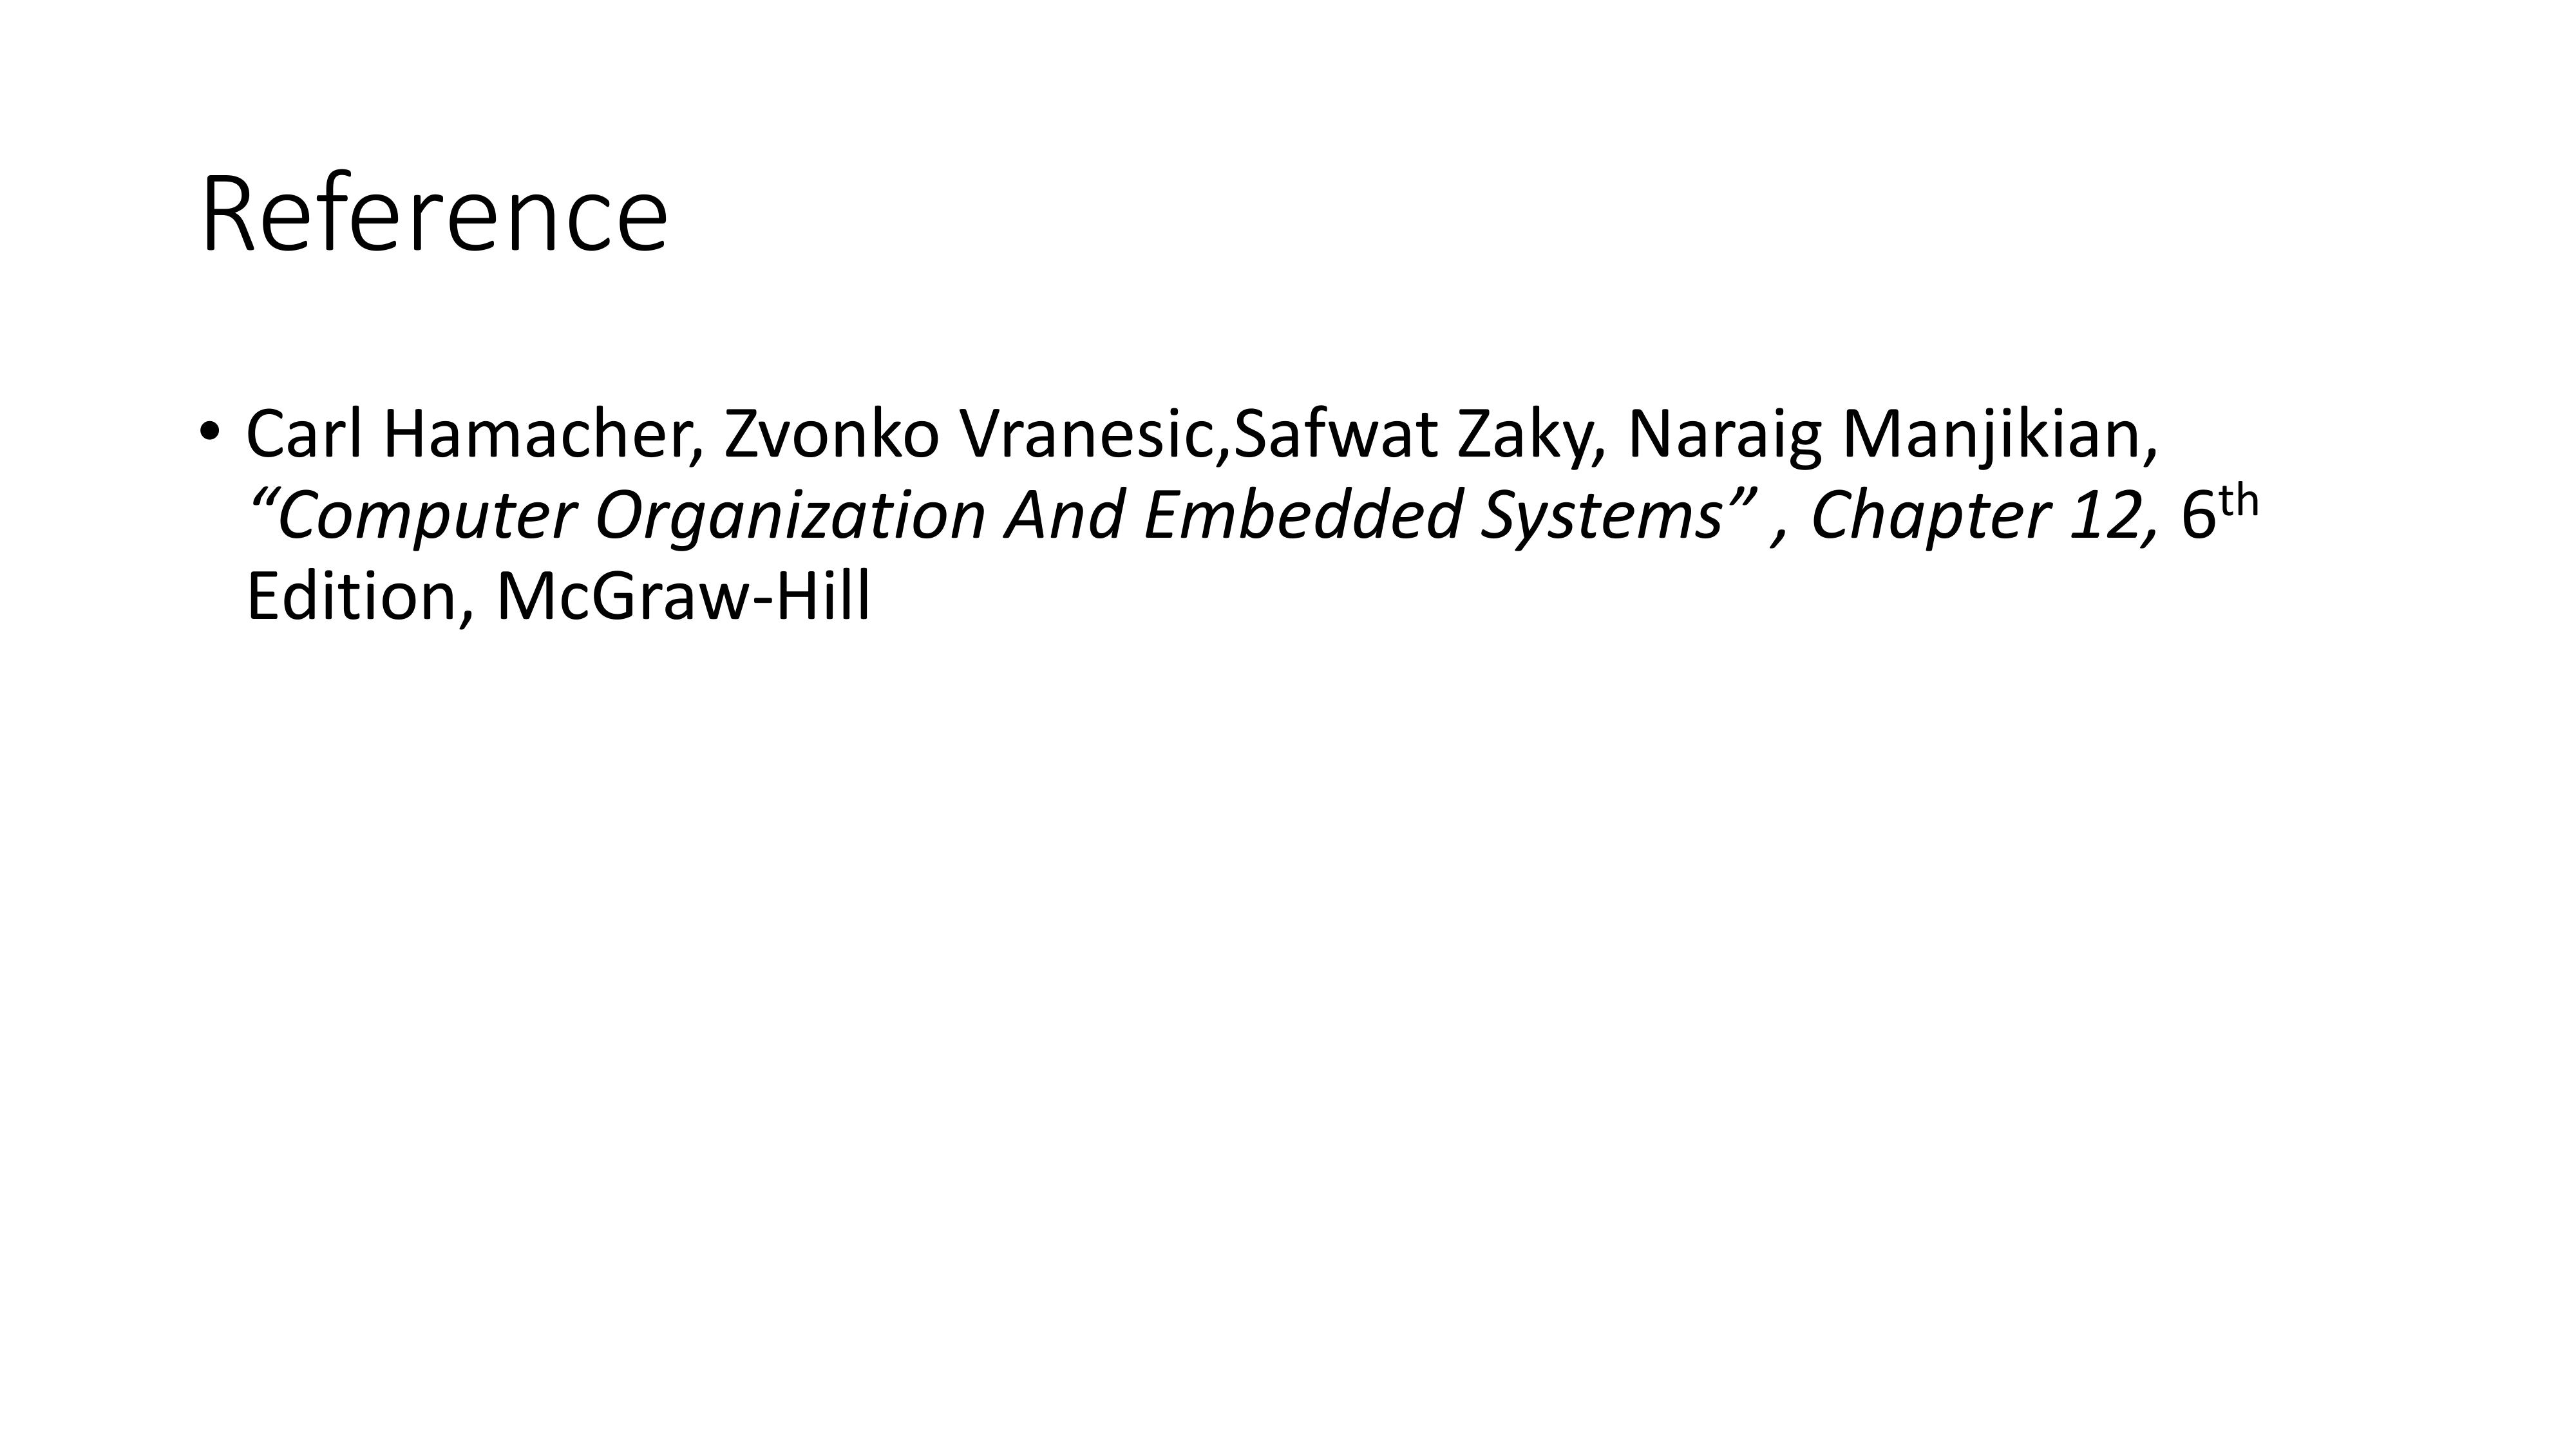 Reference
• Carl Hamacher, Zvonko Vranesic,Safwat Zaky, Naraig Manjikian,
“Computer Organization And Embedded Systems” , Chapter 12, 6th
Edition, McGraw-Hill